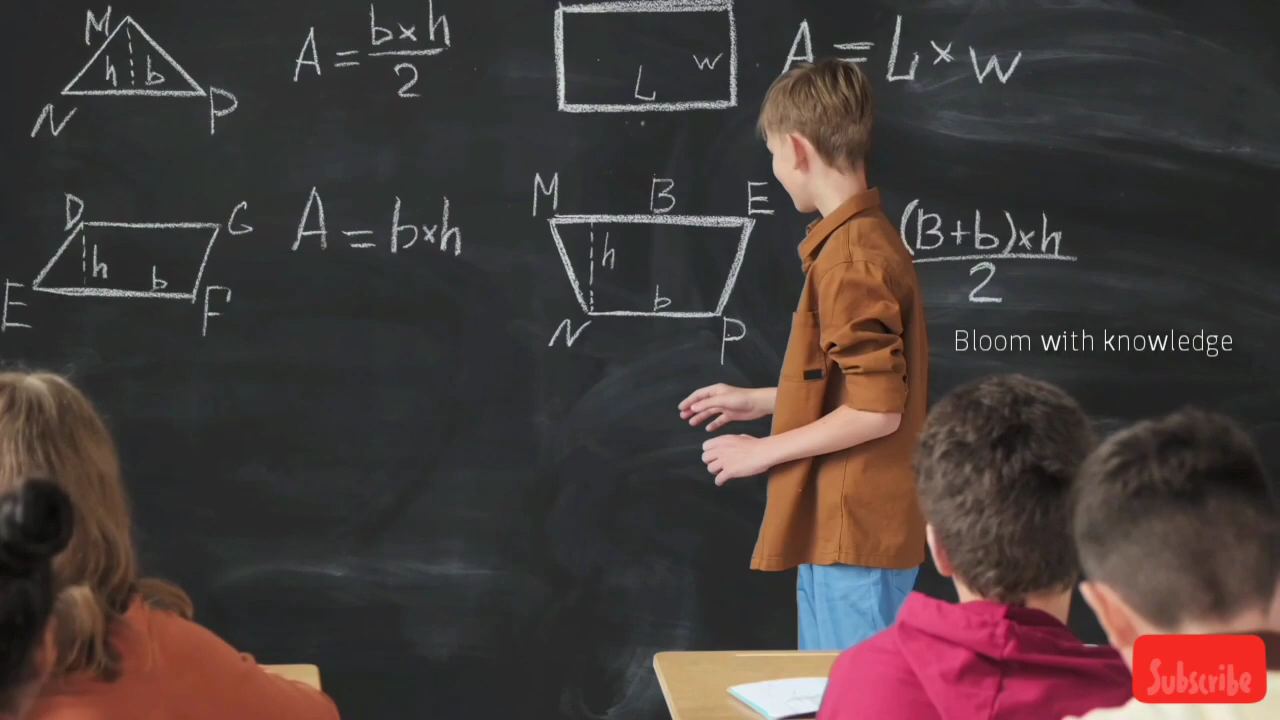 M
h b
N P
A = b×h / 2
L w
A = L × w
D G
h b
E F
A = b×h
M B E
h
b
N P
(B+b)×h / 2
Bloom with knowledge
Subscribe